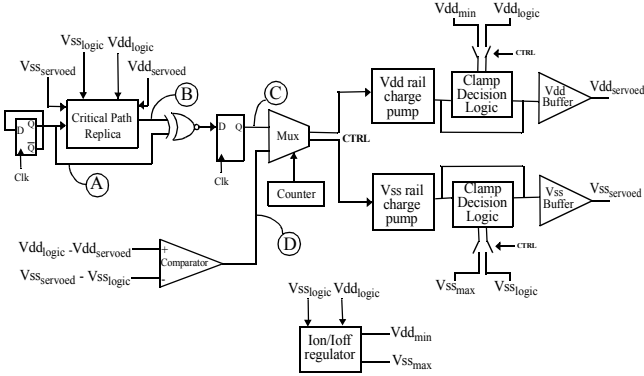 Vdd_min Vdd_logic
CTRL
Vss_logic Vdd_logic
Vss_servoed Vdd_servoed
Vdd rail
charge
pump
Clamp
Decision
Logic
Vdd
Buffer
Vdd_servoed
B
C
Critical Path
Replica
D Q
Q
Clk
D Q
Clk
Mux
CTRL
A
Counter
Vss rail
charge
pump
Clamp
Decision
Logic
Vss
Buffer
Vss_servoed
D
CTRL
Vdd_logic -Vdd_servoed
Vss_servoed - Vss_logic
+
-
Comparator
Vss_max Vss_logic
Vss_logic Vdd_logic
Ion/Ioff
regulator
Vdd_min
Vss_max